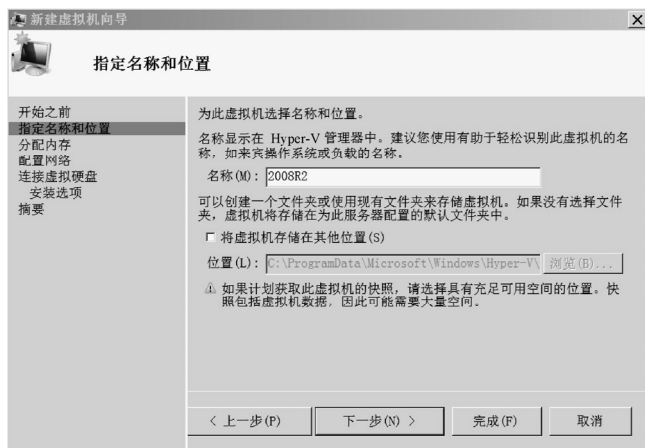 新建虚拟机向导
指定名称和位置
开始之前
指定名称和位置
分配内存
配置网络
连接虚拟硬盘
安装选项
摘要
为此虚拟机选择名称和位置。
名称显示在 Hyper-V 管理器中。建议您使用有助于轻松识别此虚拟机的名
称，如来宾操作系统或负载的名称。
名称(M): 2008R2
可以创建一个文件夹或使用现有文件夹来存储虚拟机。如果没有选择文件
夹，虚拟机将存储在为此服务器配置的默认文件夹中。
将虚拟机存储在其他位置(S)
位置(L): C:\ProgramData\Microsoft\Windows\Hyper-V\ 浏览(B)...
如果计划获取此虚拟机的快照，请选择具有充足可用空间的位置。快
照包括虚拟机数据，因此可能需要大量空间。
< 上一步(P) 下一步(N) > 完成(F) 取消